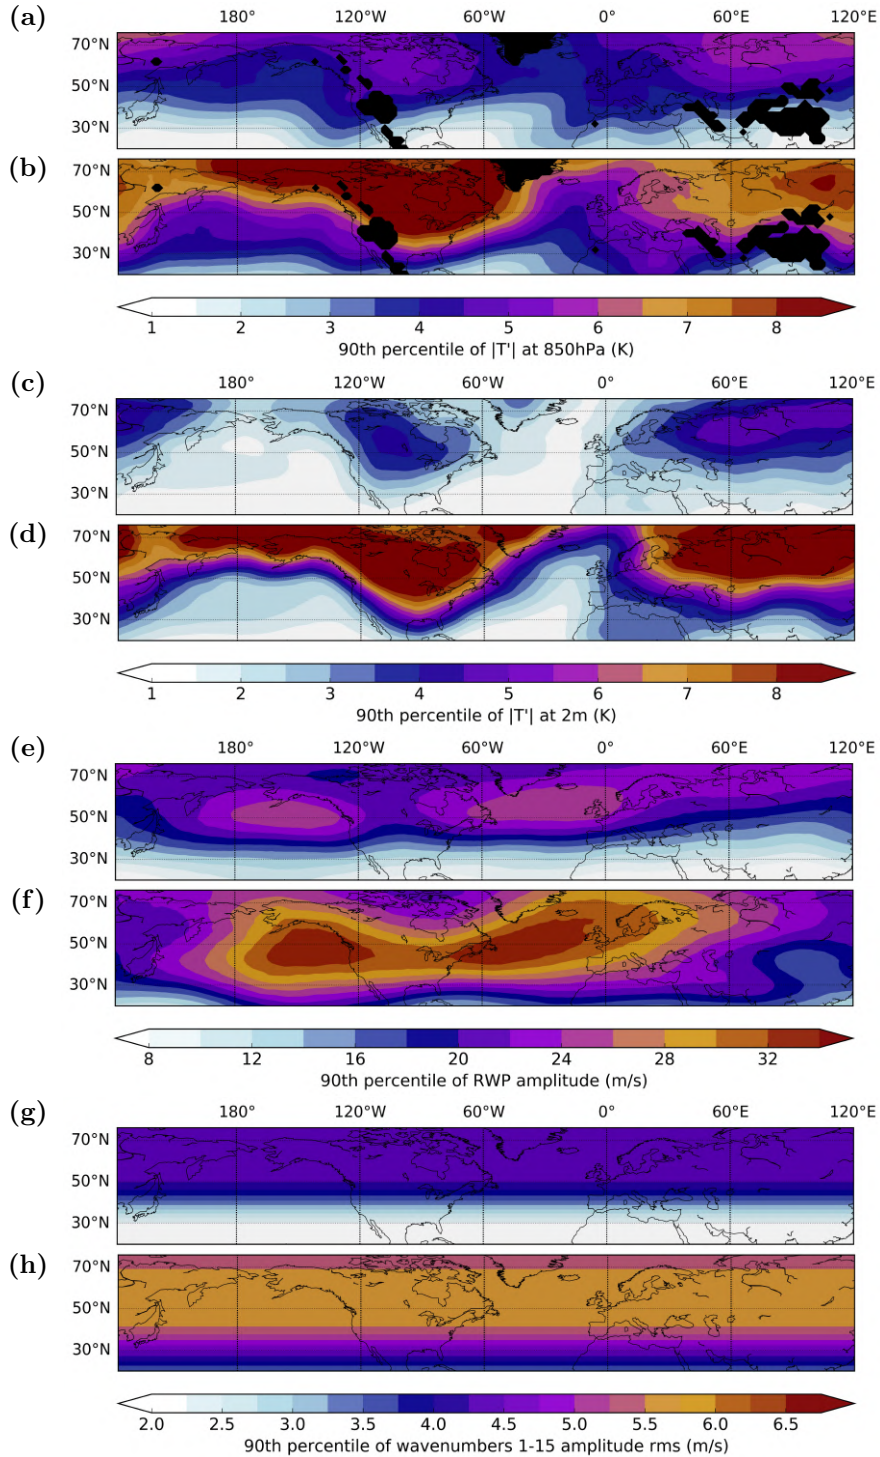 (a)
180° 120°W 60°W 0° 60°E 120°E
70°N
50°N
30°N
(b)
70°N
50°N
30°N
1 2 3 4 5 6 7 8
90th percentile of |T'| at 850hPa (K)
(c)
180° 120°W 60°W 0° 60°E 120°E
70°N
50°N
30°N
(d)
70°N
50°N
30°N
1 2 3 4 5 6 7 8
90th percentile of |T'| at 2m (K)
(e)
180° 120°W 60°W 0° 60°E 120°E
70°N
50°N
30°N
(f)
70°N
50°N
30°N
8 12 16 20 24 28 32
90th percentile of RWP amplitude (m/s)
(g)
180° 120°W 60°W 0° 60°E 120°E
70°N
50°N
30°N
(h)
70°N
50°N
30°N
2.0 2.5 3.0 3.5 4.0 4.5 5.0 5.5 6.0 6.5
90th percentile of wavenumbers 1-15 amplitude rms (m/s)